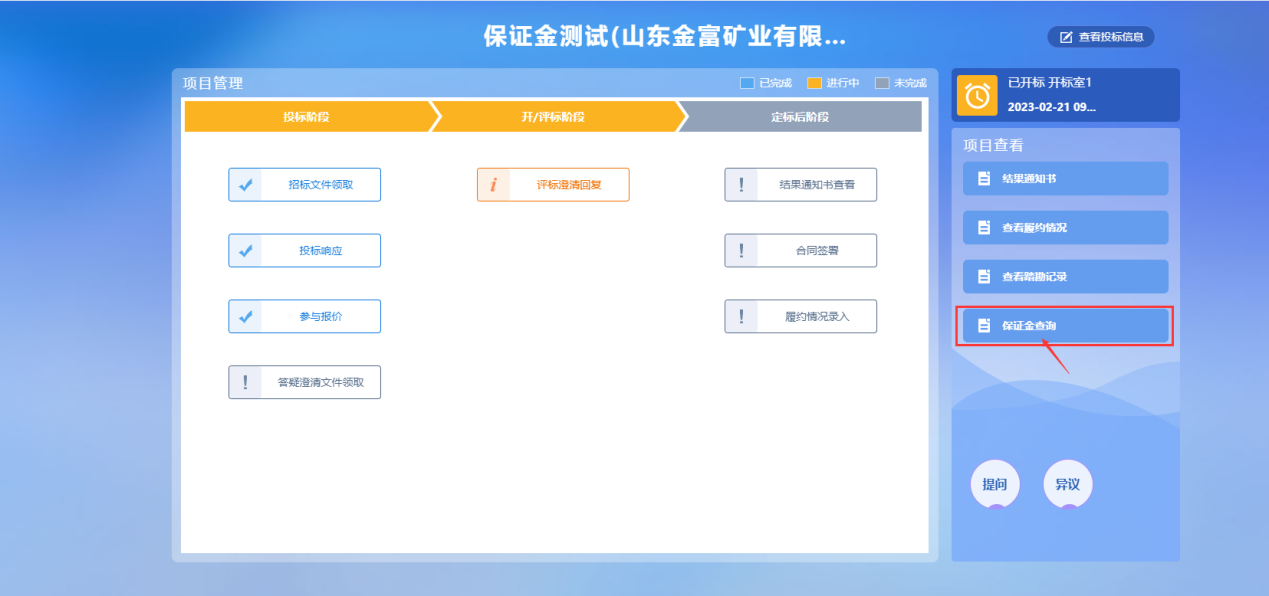 保证金测试(山东金富矿业有限...
查看投标信息
项目管理
已完成
进行中
未完成
投标阶段
开/评标阶段
定标后阶段
招标文件领取
投标响应
参与报价
答疑澄清文件领取
评标澄清回复
结果通知书查看
合同签署
履约情况录入
已开标 开标室1
2023-02-21 09...
项目查看
结果通知书
查看履约情况
查看踏勘记录
保证金查询
提问
异议